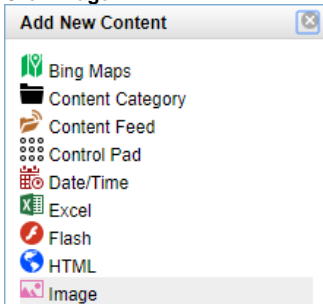 Add New Content
Bing Maps
Content Category
Content Feed
Control Pad
Date/Time
Excel
Flash
HTML
Image